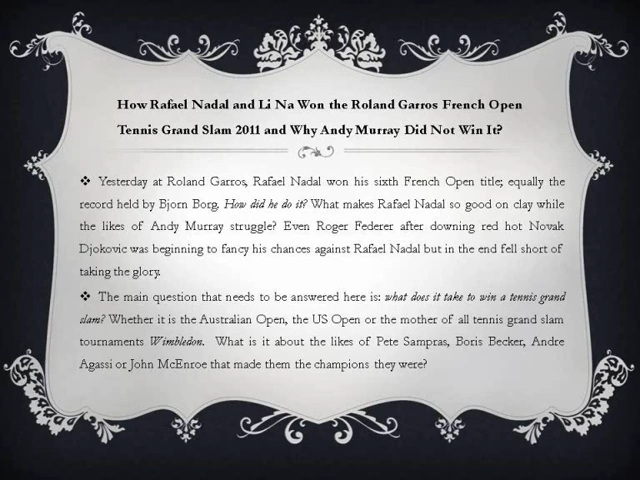 How Rafael Nadal and Li Na Won the Roland Garros French Open
Tennis Grand Slam 2011 and Why Andy Murray Did Not Win It?
❖ Yesterday at Roland Garros, Rafael Nadal won his sixth French Open title; equally the
record held by Bjorn Borg. How did he do it? What makes Rafael Nadal so good on clay while
the likes of Andy Murray struggle? Even Roger Federer after downing red hot Novak
Djokovic was beginning to fancy his chances against Rafael Nadal but in the end fell short of
taking the glory.
❖ The main question that needs to be answered here is: what does it take to win a tennis grand
slam? Whether it is the Australian Open, the US Open or the mother of all tennis grand slam
tournaments Wimbledon. What is it about the likes of Pete Sampras, Boris Becker, Andre
Agassi or John McEnroe that made them the champions they were?